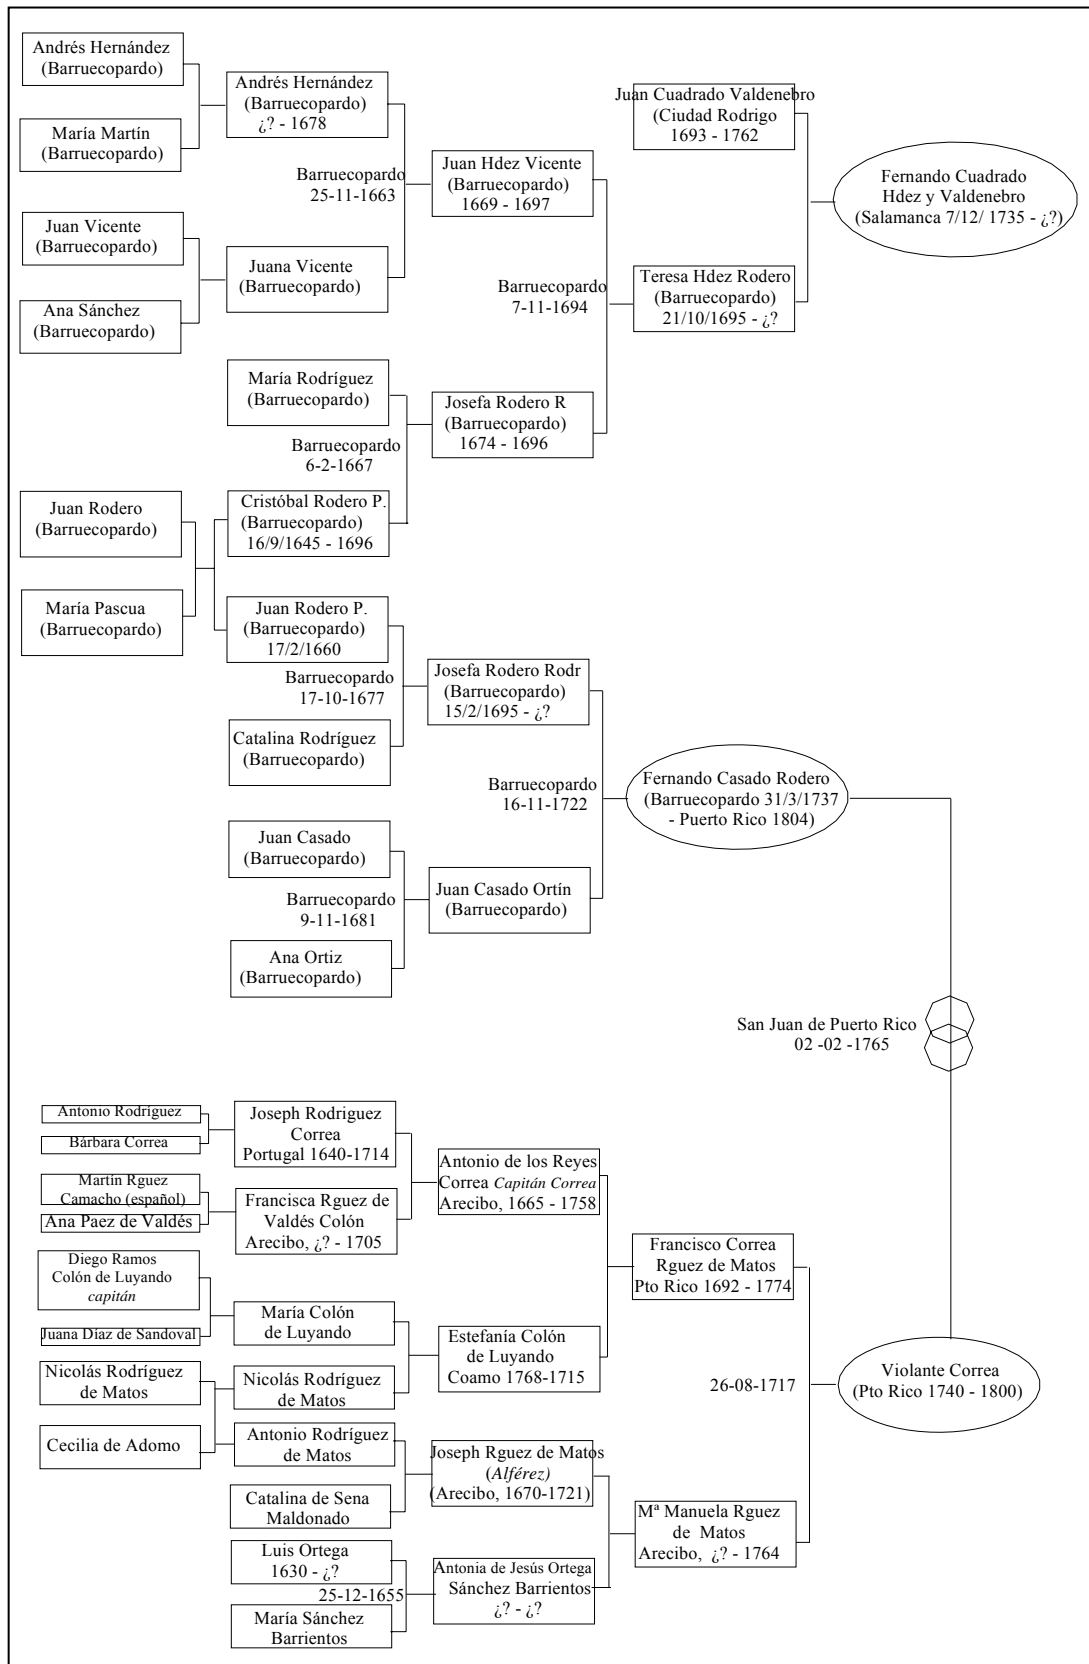 Andrés Hernández
(Barruecopardo)
María Martín
(Barruecopardo)
Andrés Hernández
(Barruecopardo)
¿? - 1678
Juan Vicente
(Barruecopardo)
Ana Sánchez
(Barruecopardo)
Juana Vicente
(Barruecopardo)
Barruecopardo
25-11-1663
Juan Hdez Vicente
(Barruecopardo)
1669 - 1697
Juan Cuadrado Valdenebro
(Ciudad Rodrigo
1693 - 1762
Fernando Cuadrado
Hdez y Valdenebro
(Salamanca 7/12/ 1735 - ¿?)
Barruecopardo
7-11-1694
Teresa Hdez Rodero
(Barruecopardo)
21/10/1695 - ¿?
María Rodríguez
(Barruecopardo)
Barruecopardo
6-2-1667
Josefa Rodero R
(Barruecopardo)
1674 - 1696
Juan Rodero
(Barruecopardo)
María Pascua
(Barruecopardo)
Cristóbal Rodero P.
(Barruecopardo)
16/9/1645 - 1696
Juan Rodero P.
(Barruecopardo)
17/2/1660
Barruecopardo
17-10-1677
Catalina Rodríguez
(Barruecopardo)
Josefa Rodero Rodr
(Barruecopardo)
15/2/1695 - ¿?
Barruecopardo
16-11-1722
Fernando Casado Rodero
(Barruecopardo 31/3/1737
- Puerto Rico 1804)
Juan Casado
(Barruecopardo)
Barruecopardo
9-11-1681
Ana Ortiz
(Barruecopardo)
Juan Casado Ortín
(Barruecopardo)
San Juan de Puerto Rico
02 -02 -1765
Antonio Rodríguez
Bárbara Correa
Joseph Rodriguez
Correa
Portugal 1640-1714
Martín Rguez
Camacho (español)
Ana Paez de Valdés
Francisca Rguez de
Valdés Colón
Arecibo, ¿? - 1705
Antonio de los Reyes
Correa Capitán Correa
Arecibo, 1665 - 1758
Diego Ramos
Colón de Luyando
capitán
Juana Díaz de Sandoval
María Colón
de Luyando
Nicolás Rodríguez
de Matos
Nicolás Rodríguez
de Matos
Estefanía Colón
de Luyando
Coamo 1768-1715
Francisco Correa
Rguez de Matos
Pto Rico 1692 - 1774
26-08-1717
Violante Correa
(Pto Rico 1740 - 1800)
Cecilia de Adomo
Antonio Rodríguez
de Matos
Catalina de Sena
Maldonado
Joseph Rguez de Matos
(Alférez)
(Arecibo, 1670-1721)
Mª Manuela Rguez
de Matos
Arecibo, ¿? - 1764
Luis Ortega
1630 - ¿?
25-12-1655
María Sánchez
Barrientos
Antonia de Jesús Ortega
Sánchez Barrientos
¿? - ¿?